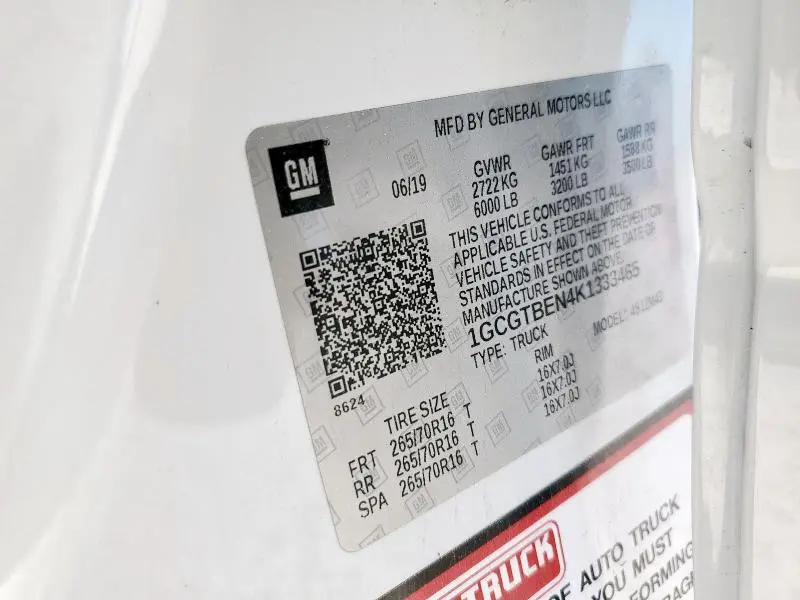 MFD BY GENERAL MOTORS LLC
GM
06/19
GVWR GAWR FRT GAWR RR
2722 KG 1451 KG 1588 KG
6000 LB 3200 LB 3500 LB
THIS VEHICLE CONFORMS TO ALL
APPLICABLE U.S. FEDERAL MOTOR
VEHICLE SAFETY AND THEFT PREVENTION
STANDARDS IN EFFECT ON THE DATE OF
MANUFACTURE SHOWN ABOVE.
1GCGTBEN4K1333465
TYPE: TRUCK MODEL:
8624
TIRE SIZE RIM
FRT 265/70R16 T 16X7.0J
RR 265/70R16 T 16X7.0J
SPA 265/70R16 T 16X7.0J
TRUCK
OF AUTO TRUCK
YOU MUST